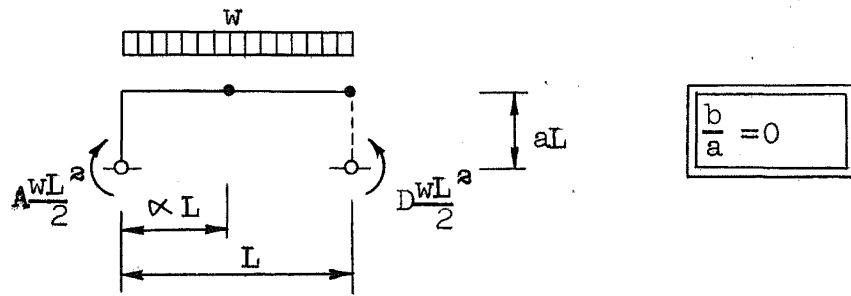 w
b/a = 0
aL
A wL²/2
D wL²/2
∝ L
L